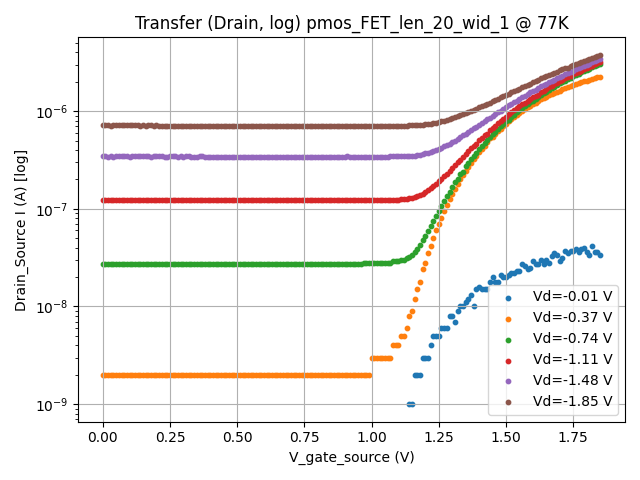 Transfer (Drain, log) pmos_FET_len_20_wid_1 @ 77K
Drain_Source I (A) [log]
10⁻⁶
10⁻⁷
10⁻⁸
10⁻⁹
Vd=-0.01 V
Vd=-0.37 V
Vd=-0.74 V
Vd=-1.11 V
Vd=-1.48 V
Vd=-1.85 V
0.00 0.25 0.50 0.75 1.00 1.25 1.50 1.75
V_gate_source (V)